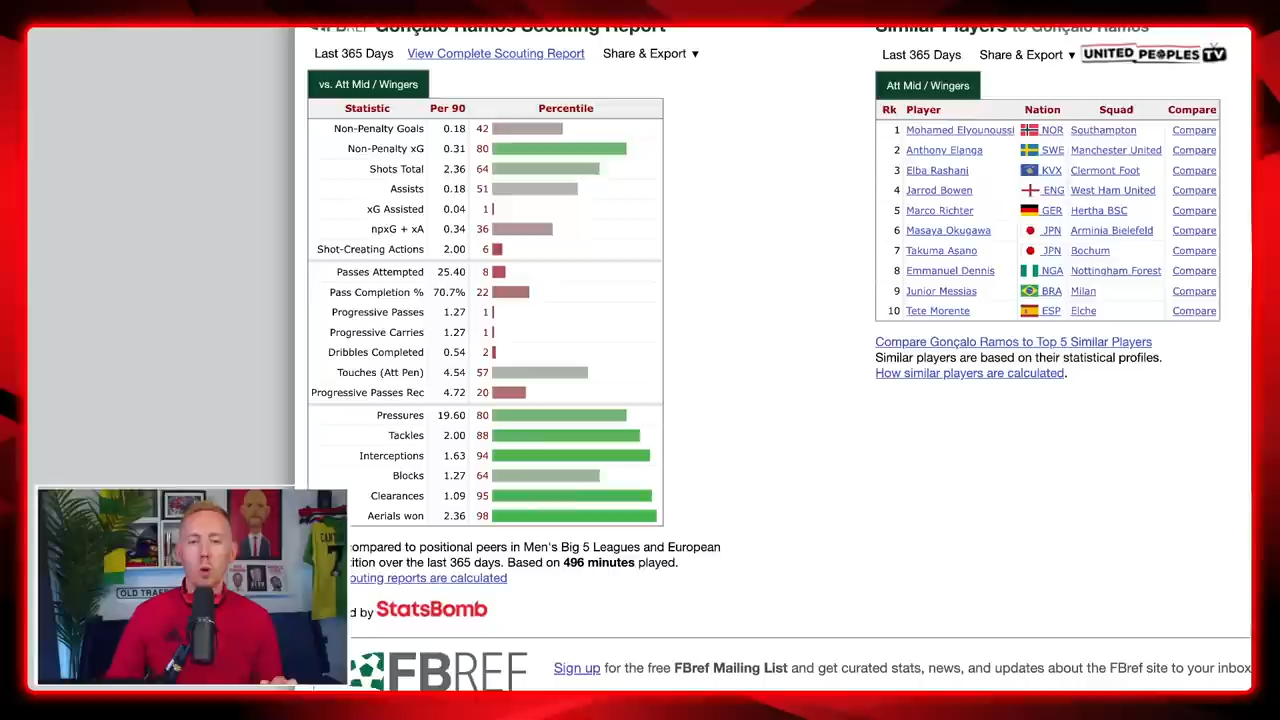 FBREF Gonçalo Ramos Scouting Report
Last 365 Days View Complete Scouting Report Share & Export ▼
vs. Att Mid / Wingers
Statistic Per 90 Percentile
Non-Penalty Goals 0.18 42
Non-Penalty xG 0.31 80
Shots Total 2.36 64
Assists 0.18 51
xG Assisted 0.04 1
npxG + xA 0.34 36
Shot-Creating Actions 2.00 6
Passes Attempted 25.40 8
Pass Completion % 70.7% 22
Progressive Passes 1.27 1
Progressive Carries 1.27 1
Dribbles Completed 0.54 2
Touches (Att Pen) 4.54 57
Progressive Passes Rec 4.72 20
Pressures 19.60 80
Tackles 2.00 88
Interceptions 1.63 94
Blocks 1.27 64
Clearances 1.09 95
Aerials won 2.36 98
compared to positional peers in Men's Big 5 Leagues and European
ition over the last 365 days. Based on 496 minutes played.
outing reports are calculated
d by StatsBomb
Similar Players to Gonçalo Ramos
Last 365 Days Share & Export ▼
UNITED PEOPLES TV
Att Mid / Wingers
Rk Player Nation Squad Compare
1 Mohamed Elyounoussi NOR Southampton Compare
2 Anthony Elanga SWE Manchester United Compare
3 Elba Rashani KVX Clermont Foot Compare
4 Jarrod Bowen ENG West Ham United Compare
5 Marco Richter GER Hertha BSC Compare
6 Masaya Okugawa JPN Arminia Bielefeld Compare
7 Takuma Asano JPN Bochum Compare
8 Emmanuel Dennis NGA Nottingham Forest Compare
9 Junior Messias BRA Milan Compare
10 Tete Morente ESP Elche Compare
Compare Gonçalo Ramos to Top 5 Similar Players
Similar players are based on their statistical profiles.
How similar players are calculated.
OLD TRAF
FBREF
Sign up for the free FBref Mailing List and get curated stats, news, and updates about the FBref site to your inbox